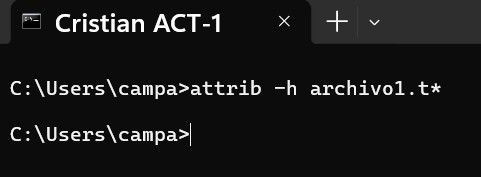 Cristian ACT-1
C:\Users\campa>attrib -h archivo1.t*
C:\Users\campa>